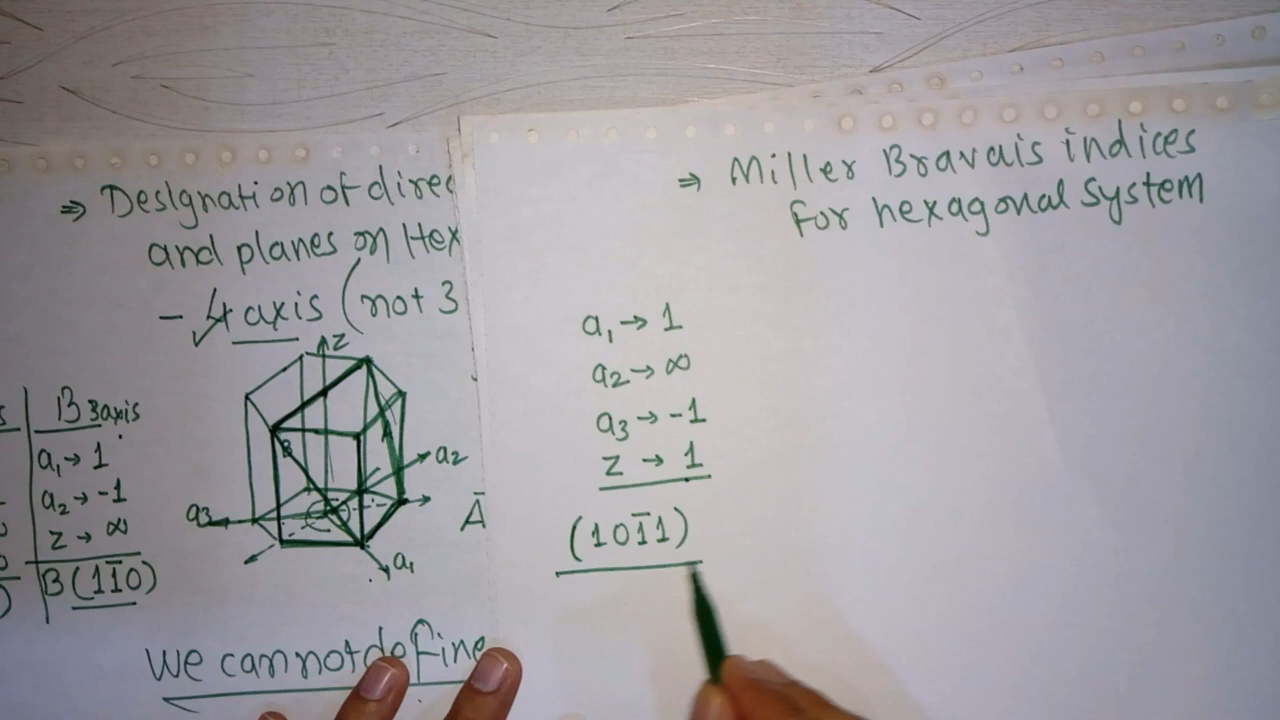 ⇒ Designation of direc
and planes on Hex
- 4 axis (not 3
z
a2
a3
a1
Ā
B
B 3axis
a1 → 1
a2 → -1
z → ∞
B (11̄0)
We cannot define
⇒ Miller Bravais indices
for hexagonal system
a1 → 1
a2 → ∞
a3 → -1
z → 1
(101̄1)